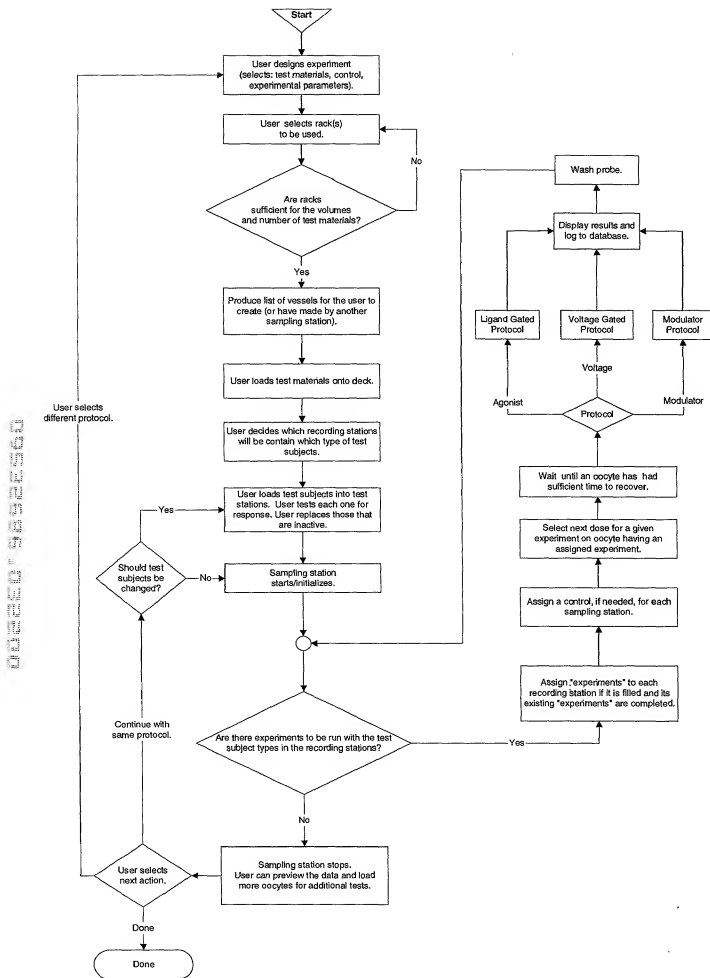 Start
User designs experiment
(selects: test materials, control,
experimental parameters).
User selects rack(s)
to be used.
No
Are racks
sufficient for the volumes
and number of test materials?
Yes
Produce list of vessels for the user to
create (or have made by another
sampling station).
User loads test materials onto deck.
User decides which recording stations
will be contain which type of test
subjects.
User loads test subjects into test
stations. User tests each one for
response. User replaces those that
are inactive.
Yes
Should test
subjects be
changed?
No
Sampling station
starts/initializes.
User selects
different protocol.
Continue with
same protocol.
Are there experiments to be run with the test
subject types in the recording stations?
Yes
No
Sampling station stops.
User can preview the data and load
more oocytes for additional tests.
User selects
next action.
Done
Done
Wash probe.
Display results and
log to database.
Ligand Gated
Protocol
Voltage Gated
Protocol
Modulator
Protocol
Voltage
Agonist
Modulator
Protocol
Wait until an oocyte has had
sufficient time to recover.
Select next dose for a given
experiment on oocyte having an
assigned experiment.
Assign a control, if needed, for each
sampling station.
Assign "experiments" to each
recording station if it is filled and its
existing "experiments" are completed.